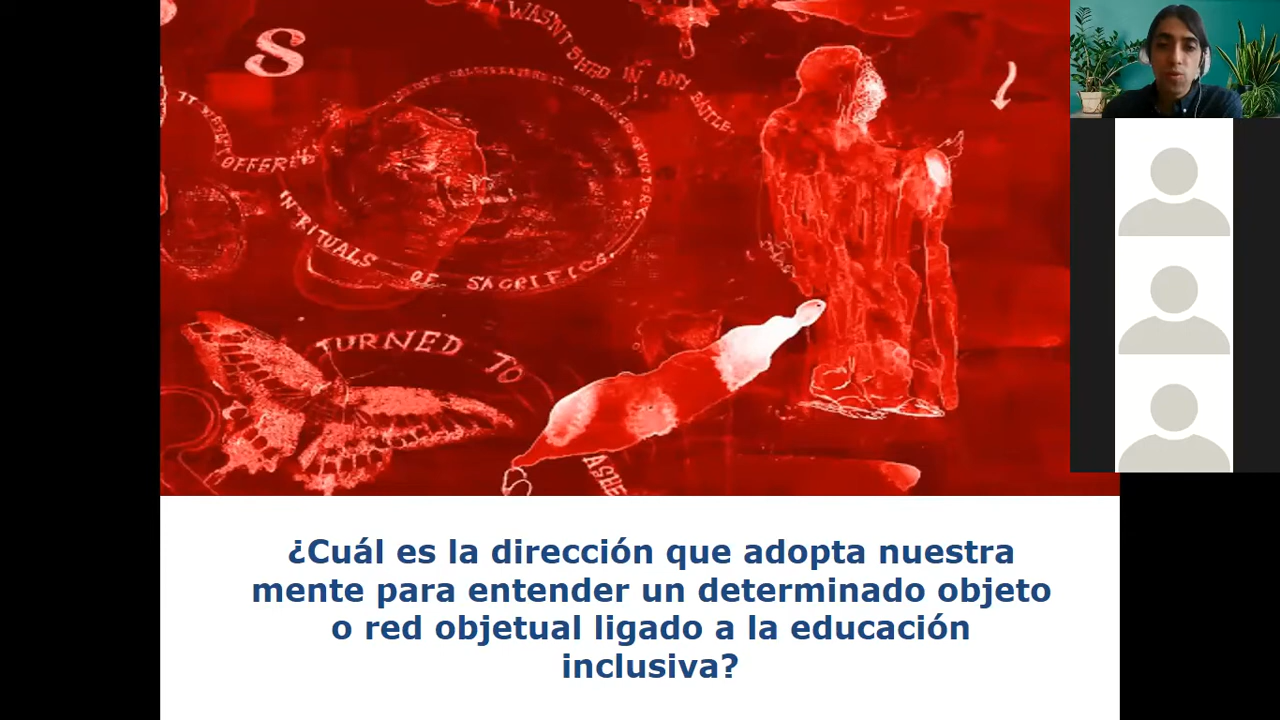 S
IT WASN'T SHED IN ANY
BATTLE
OFFERED
IN RITUALS OF SACRIFICE.
TURNED TO
ASHE
¿Cuál es la dirección que adopta nuestra
mente para entender un determinado objeto
o red objetual ligado a la educación
inclusiva?